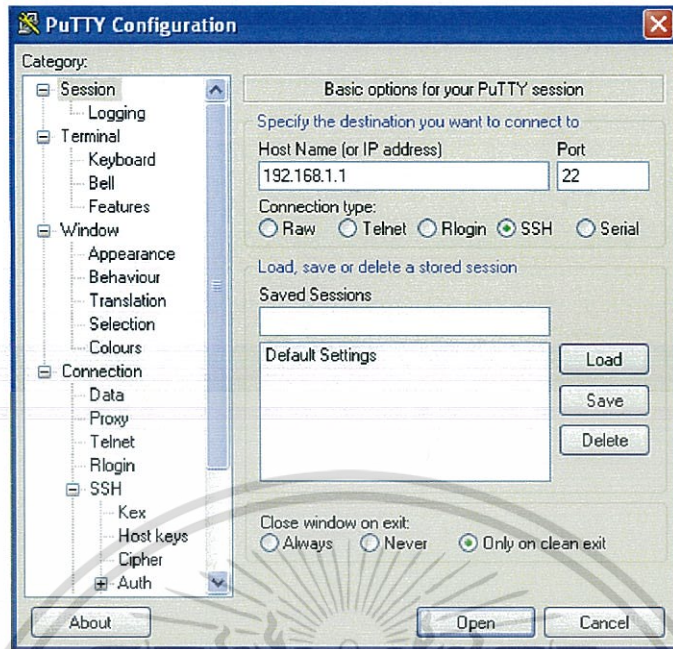 PuTTY Configuration
Category:
Session
Logging
Terminal
Keyboard
Bell
Features
Window
Appearance
Behaviour
Translation
Selection
Colours
Connection
Data
Proxy
Telnet
Rlogin
SSH
Kex
Host keys
Cipher
Auth
Basic options for your PuTTY session
Specify the destination you want to connect to
Host Name (or IP address) Port
192.168.1.1 22
Connection type:
Raw Telnet Rlogin SSH Serial
Load, save or delete a stored session
Saved Sessions
Default Settings
Load
Save
Delete
Close window on exit:
Always Never Only on clean exit
About Open Cancel